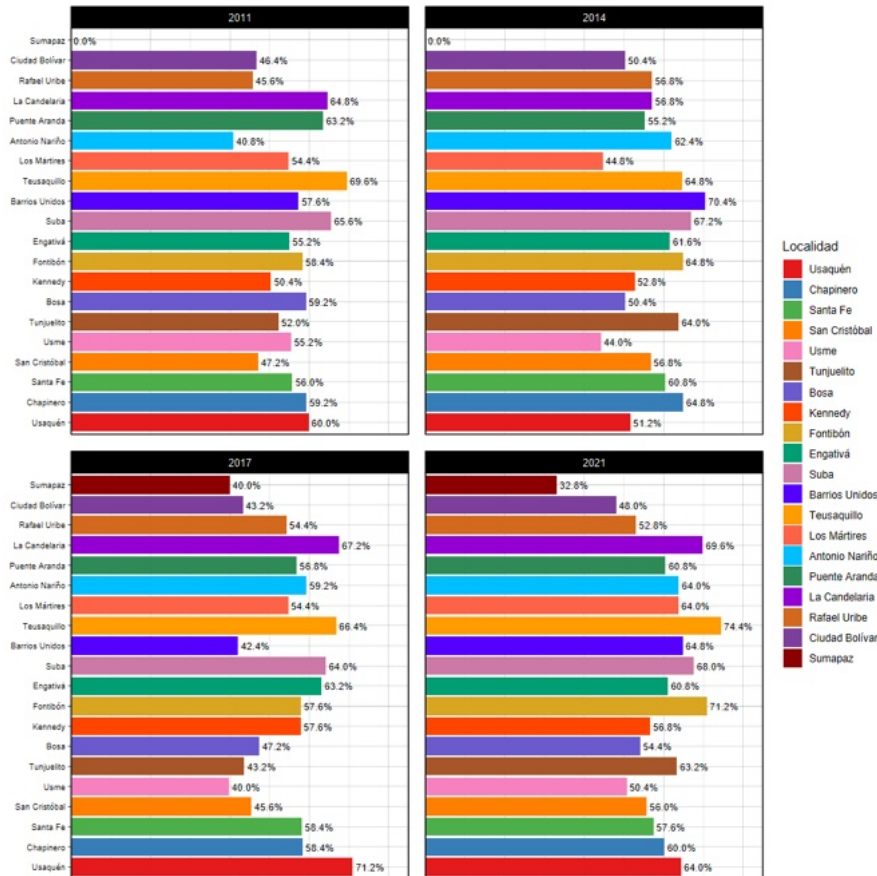 2011
2014
Sumapaz 0.0% 0.0%
Ciudad Bolívar 46.4% 50.4%
Rafael Uribe 45.6% 56.8%
La Candelaria 64.8% 56.8%
Puente Aranda 63.2% 55.2%
Antonio Nariño 40.8% 62.4%
Los Mártires 54.4% 44.8%
Teusaquillo 69.6% 64.8%
Barrios Unidos 57.6% 70.4%
Suba 65.6% 67.2%
Engativá 55.2% 61.6%
Fontibón 58.4% 64.8%
Kennedy 50.4% 52.8%
Bosa 59.2% 50.4%
Tunjuelito 52.0% 64.0%
Usme 55.2% 44.0%
San Cristóbal 47.2% 56.8%
Santa Fe 56.0% 60.8%
Chapinero 59.2% 64.8%
Usaquén 60.0% 51.2%
2017
2021
Sumapaz 40.0% 32.8%
Ciudad Bolívar 43.2% 48.0%
Rafael Uribe 54.4% 52.8%
La Candelaria 67.2% 69.6%
Puente Aranda 56.8% 60.8%
Antonio Nariño 59.2% 64.0%
Los Mártires 54.4% 64.0%
Teusaquillo 66.4% 74.4%
Barrios Unidos 42.4% 64.8%
Suba 64.0% 68.0%
Engativá 63.2% 60.8%
Fontibón 57.6% 71.2%
Kennedy 57.6% 56.8%
Bosa 47.2% 54.4%
Tunjuelito 43.2% 63.2%
Usme 40.0% 50.4%
San Cristóbal 45.6% 56.0%
Santa Fe 58.4% 57.6%
Chapinero 58.4% 60.0%
Usaquén 71.2% 64.0%
Localidad
Usaquén
Chapinero
Santa Fe
San Cristóbal
Usme
Tunjuelito
Bosa
Kennedy
Fontibón
Engativá
Suba
Barrios Unidos
Teusaquillo
Los Mártires
Antonio Nariño
Puente Aranda
La Candelaria
Rafael Uribe
Ciudad Bolívar
Sumapaz